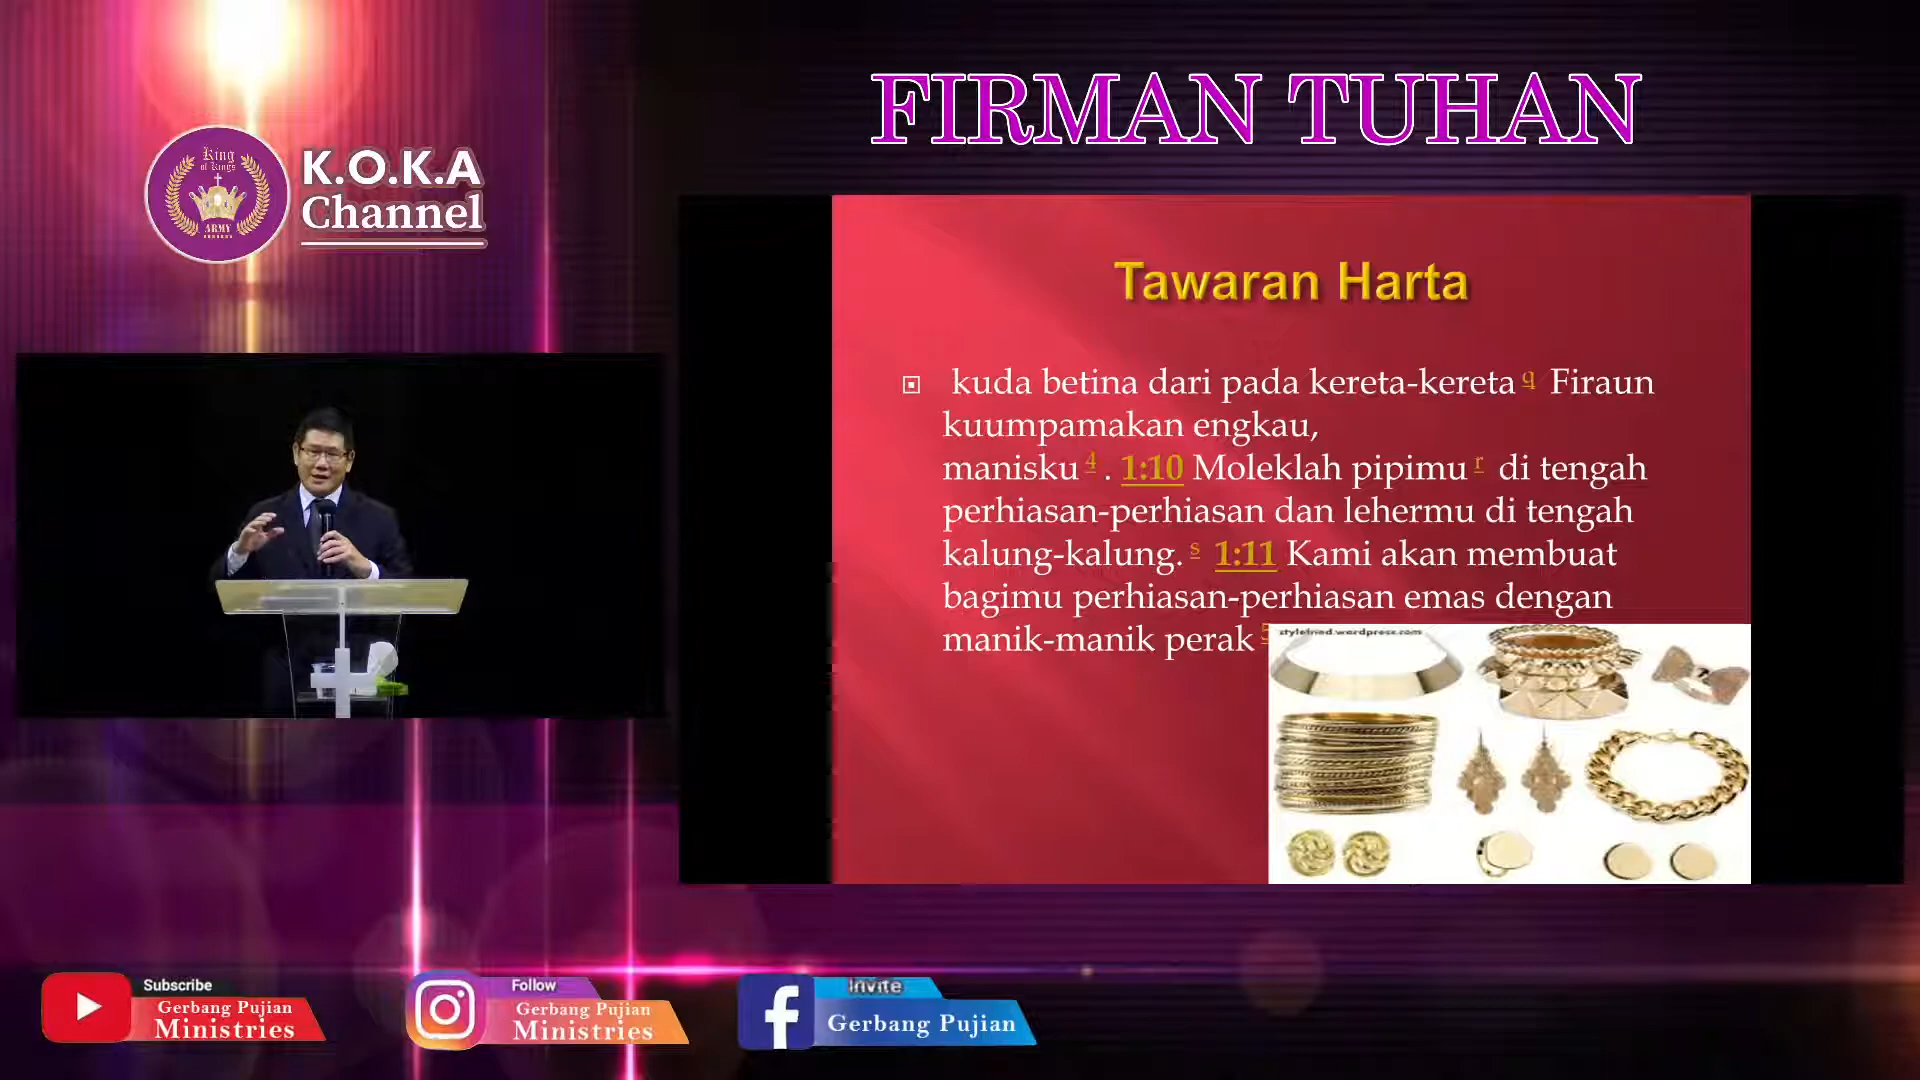 FIRMAN TUHAN
King
of Kings
ARMY
K.O.K.A
Channel
Tawaran Harta
kuda betina dari pada kereta-kereta q Firaun
kuumpamakan engkau,
manisku 4 . 1:10 Moleklah pipimu r di tengah
perhiasan-perhiasan dan lehermu di tengah
kalung-kalung. s 1:11 Kami akan membuat
bagimu perhiasan-perhiasan emas dengan
manik-manik perak
Subscribe
Gerbang Pujian
Ministries
Follow
Gerbang Pujian
Ministries
Invite
Gerbang Pujian